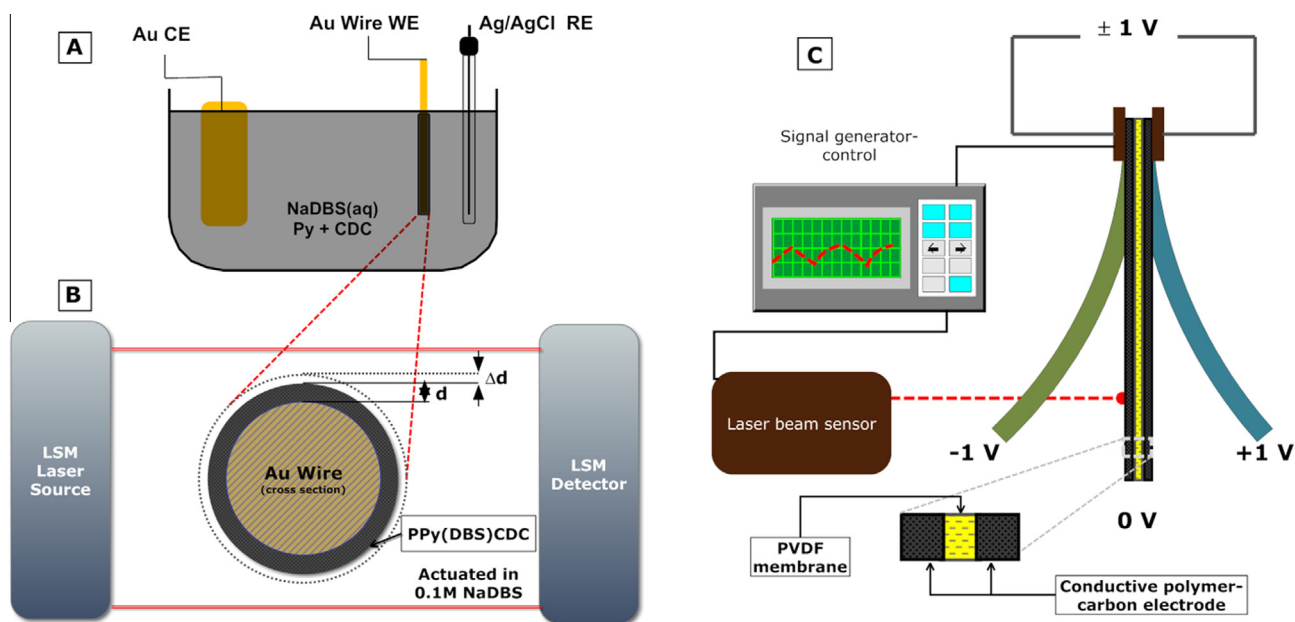 A
Au CE
Au Wire WE
Ag/AgCl RE
NaDBS(aq)
Py + CDC
B
LSM
Laser
Source
Δd
d
Au Wire
(cross section)
PPy(DBS)CDC
Actuated in
0.1M NaDBS
LSM
Detector
C
± 1 V
Signal generator-
control
Laser beam sensor
-1 V
+1 V
0 V
PVDF
membrane
Conductive polymer-
carbon electrode